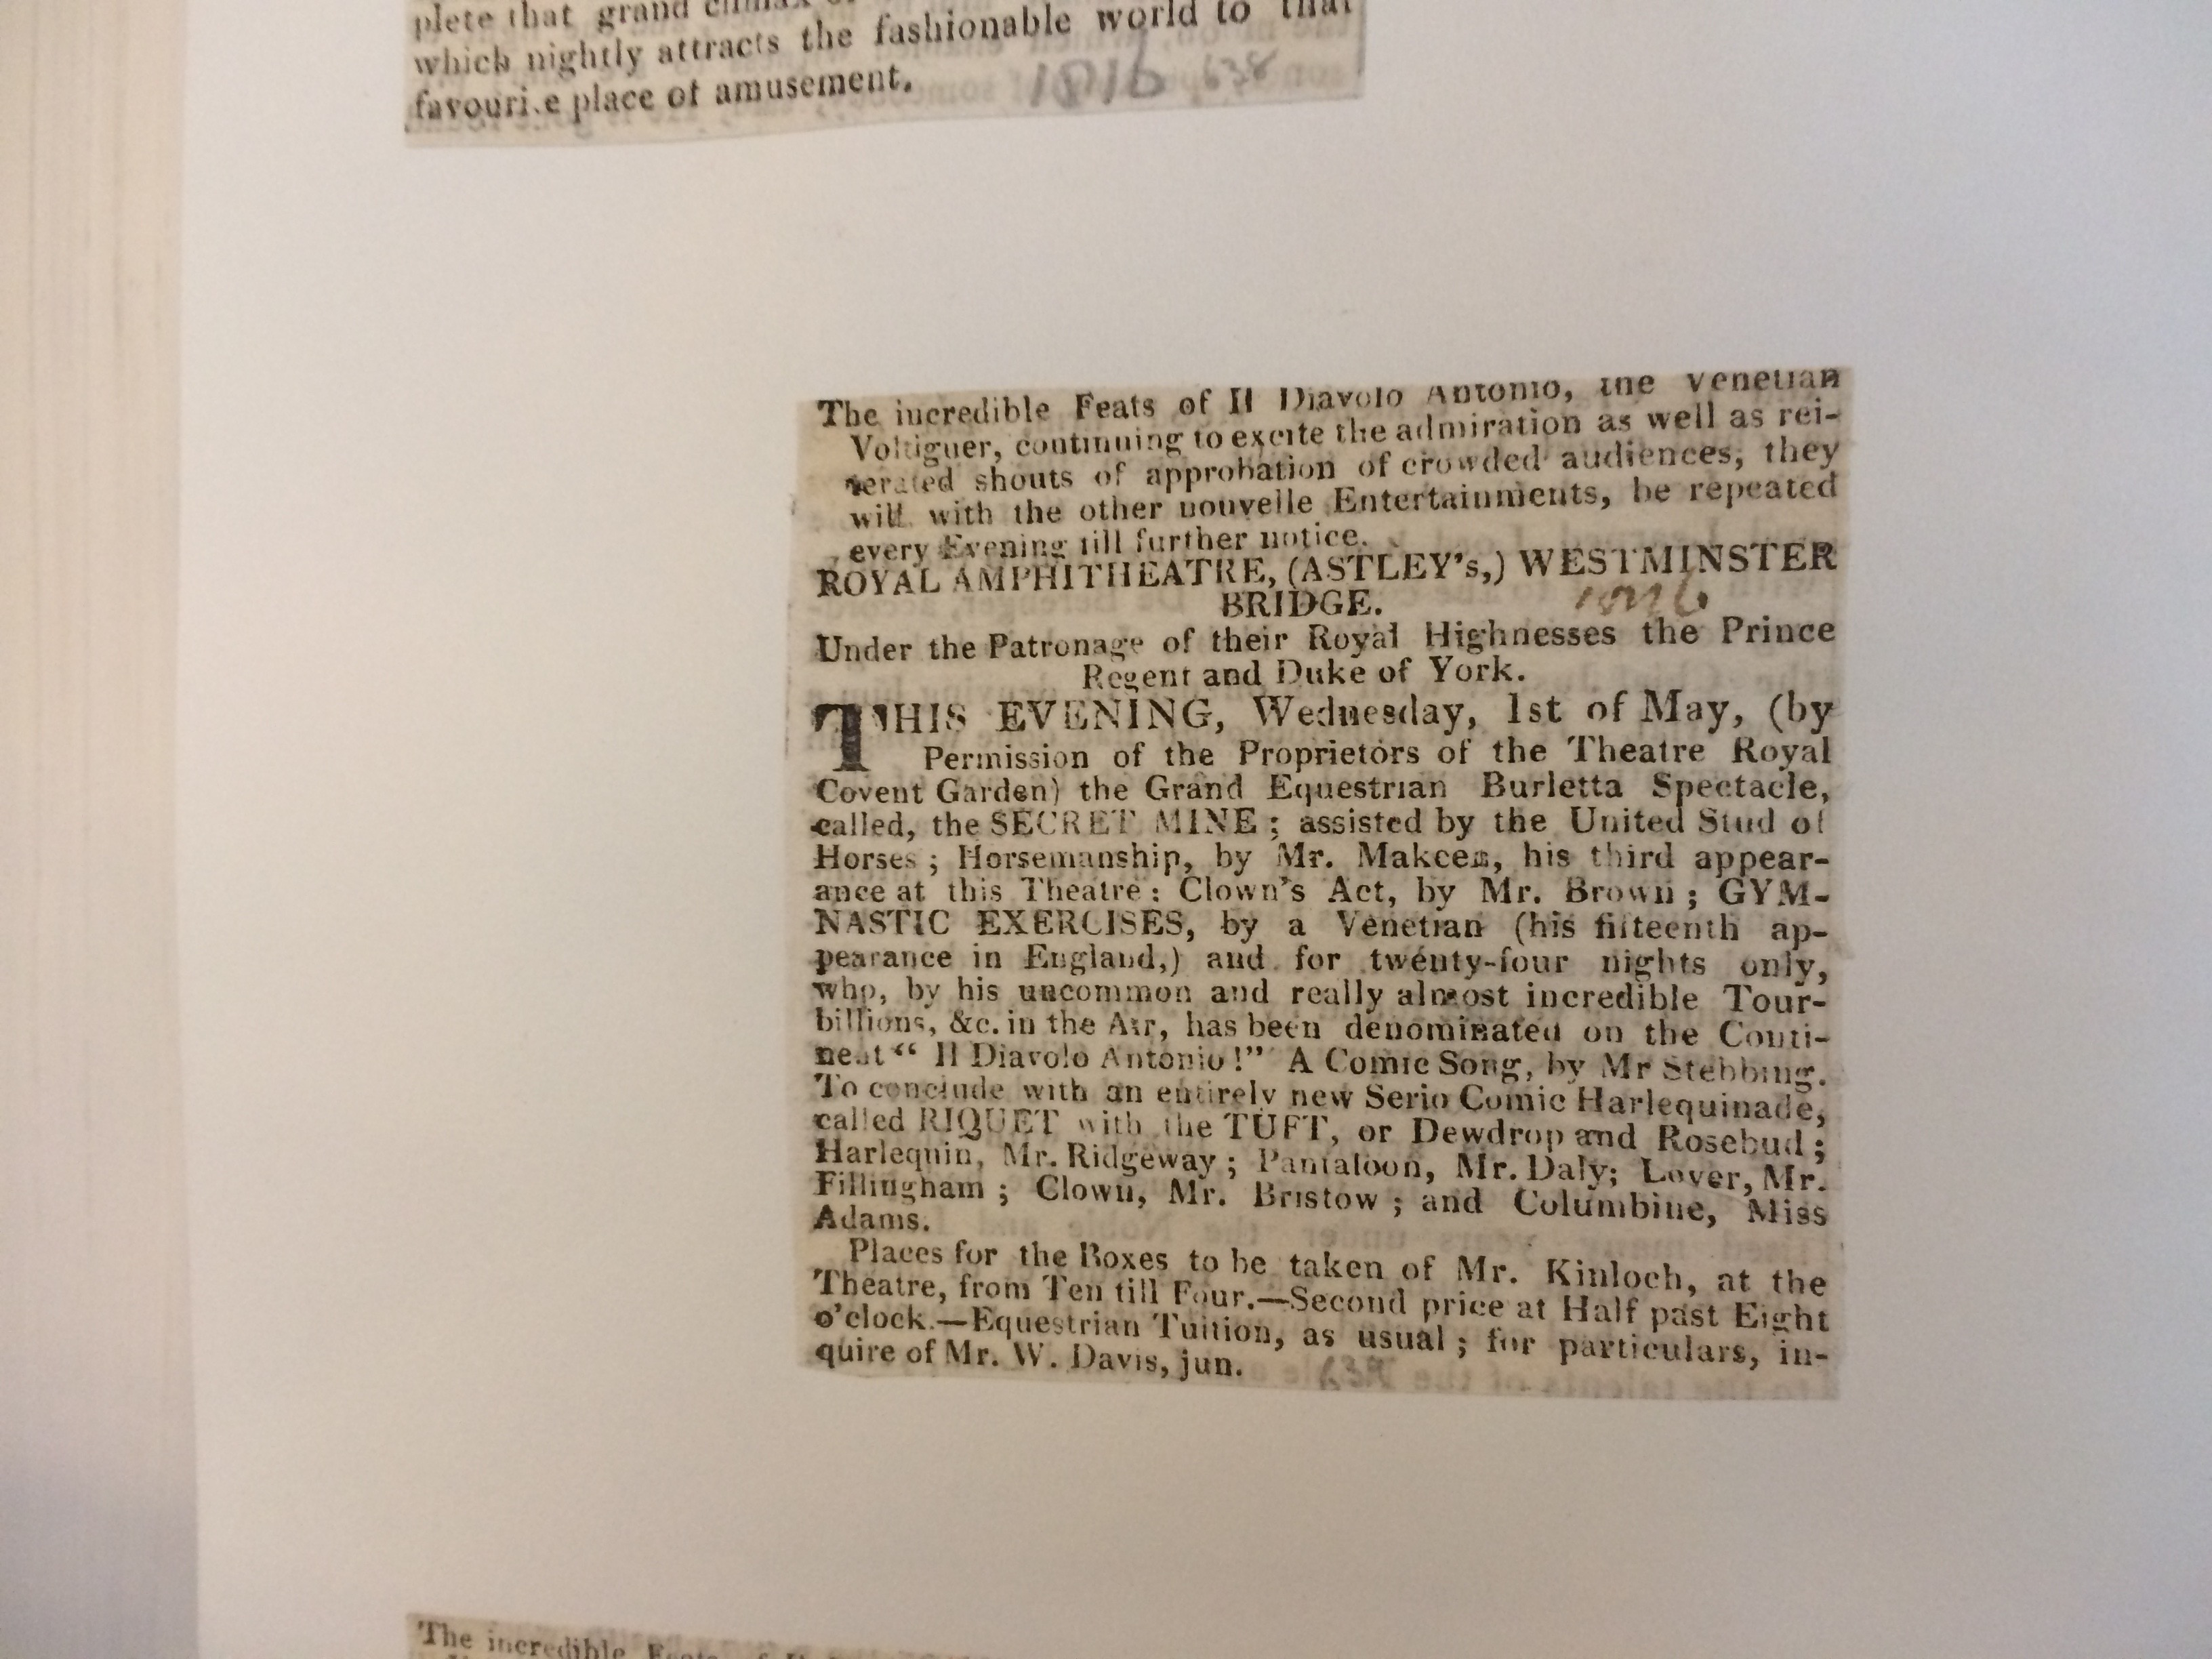 plete that grand climax
which nightly attracts the fashionable world to that
favouri.e place of amusement.
1816 638
The incredible Feats of Il Diavolo Antonio, the Venetian
Voltiguer, continuing to excite the admiration as well as rei-
terated shouts of approbation of crowded audiences, they
will with the other nouvelle Entertainments, be repeated
every Evening till further notice.
ROYAL AMPHITHEATRE, (ASTLEY's,) WESTMINSTER
BRIDGE.
Under the Patronage of their Royal Highnesses the Prince
Regent and Duke of York.
THIS EVENING, Wednesday, 1st of May, (by
Permission of the Proprietors of the Theatre Royal
Covent Garden) the Grand Equestrian Burletta Spectacle,
called, the SECRET MINE; assisted by the United Stud of
Horses; Horsemanship, by Mr. Makeen, his third appear-
ance at this Theatre: Clown's Act, by Mr. Brown; GYM-
NASTIC EXERCISES, by a Venetian (his fifteenth ap-
pearance in England,) and for twenty-four nights only,
who, by his uncommon and really almost incredible Tour-
billions, &c. in the Air, has been denominated on the Conti-
nent “ Il Diavolo Antonio!” A Comic Song, by Mr Stebbing.
To conclude with an entirely new Serio Comic Harlequinade,
called RIQUET with the TUFT, or Dewdrop and Rosebud;
Harlequin, Mr. Ridgeway; Pantaloon, Mr. Daly; Lover, Mr.
Fillingham; Clown, Mr. Bristow; and Columbine, Miss
Adams.
Places for the Boxes to be taken of Mr. Kinloch, at the
Theatre, from Ten till Four.—Second price at Half past Eight
o'clock.—Equestrian Tuition, as usual; for particulars, in-
quire of Mr. W. Davis, jun.
638
The incredible Feats of Il